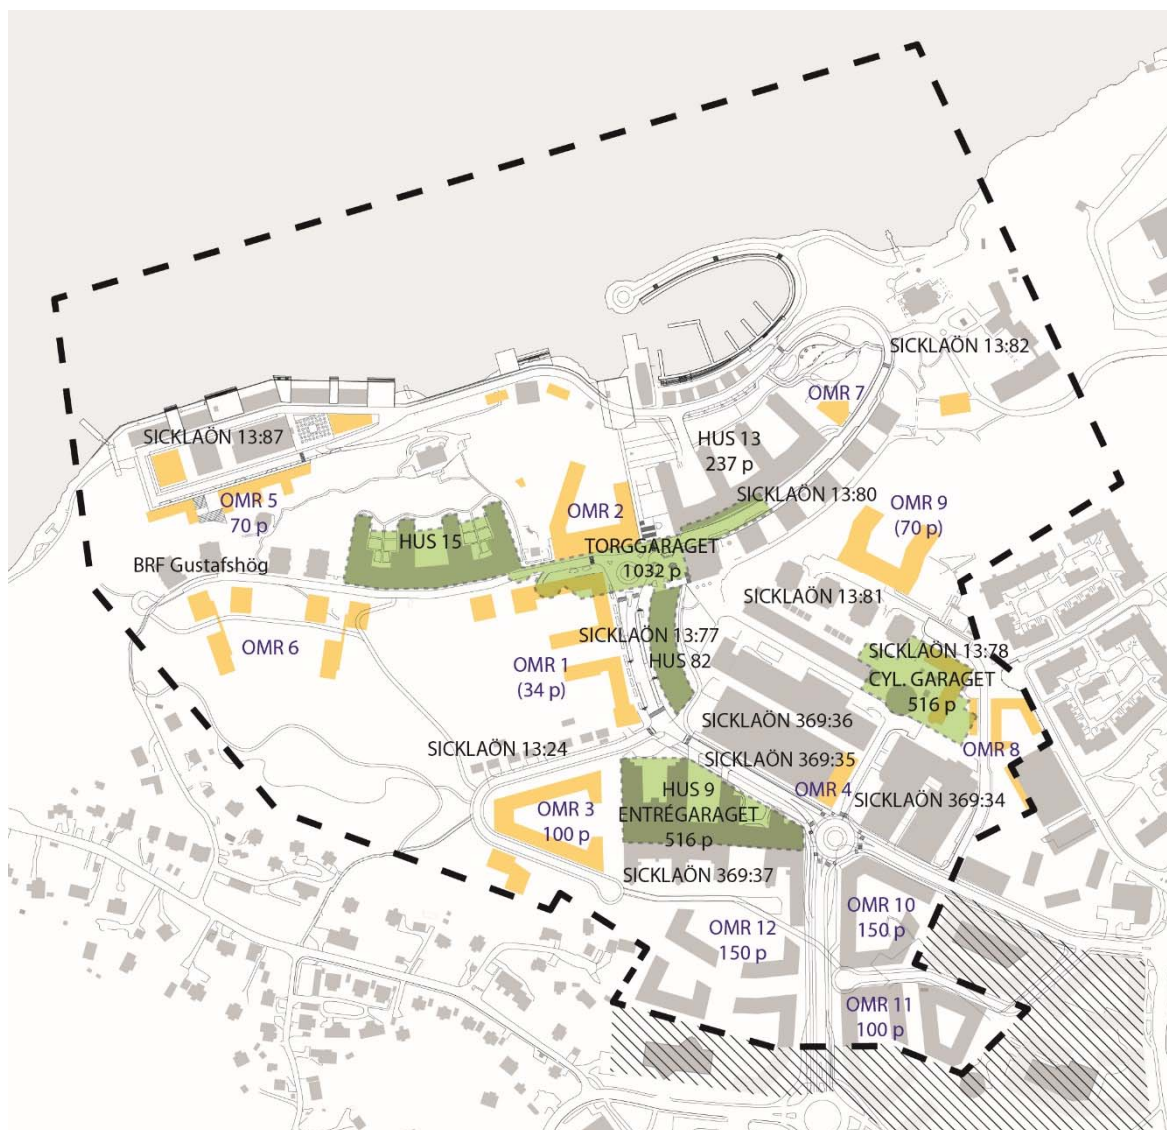 SICKLAÖN 13:82
OMR 7
SICKLAÖN 13:87
HUS 13
237 p
OMR 5
70 p
SICKLAÖN 13:80
OMR 9
(70 p)
OMR 2
HUS 15
TORGGARAGET
1032 p
BRF Gustafshög
SICKLAÖN 13:81
OMR 6
SICKLAÖN 13:77
HUS 82
OMR 1
(34 p)
SICKLAÖN 13:78
CYL. GARAGET
516 p
SICKLAÖN 369:36
SICKLAÖN 13:24
SICKLAÖN 369:35
OMR 8
OMR 4
HUS 9
ENTRÉGARAGET
516 p
SICKLAÖN 369:34
OMR 3
100 p
SICKLAÖN 369:37
OMR 12
150 p
OMR 10
150 p
OMR 11
100 p